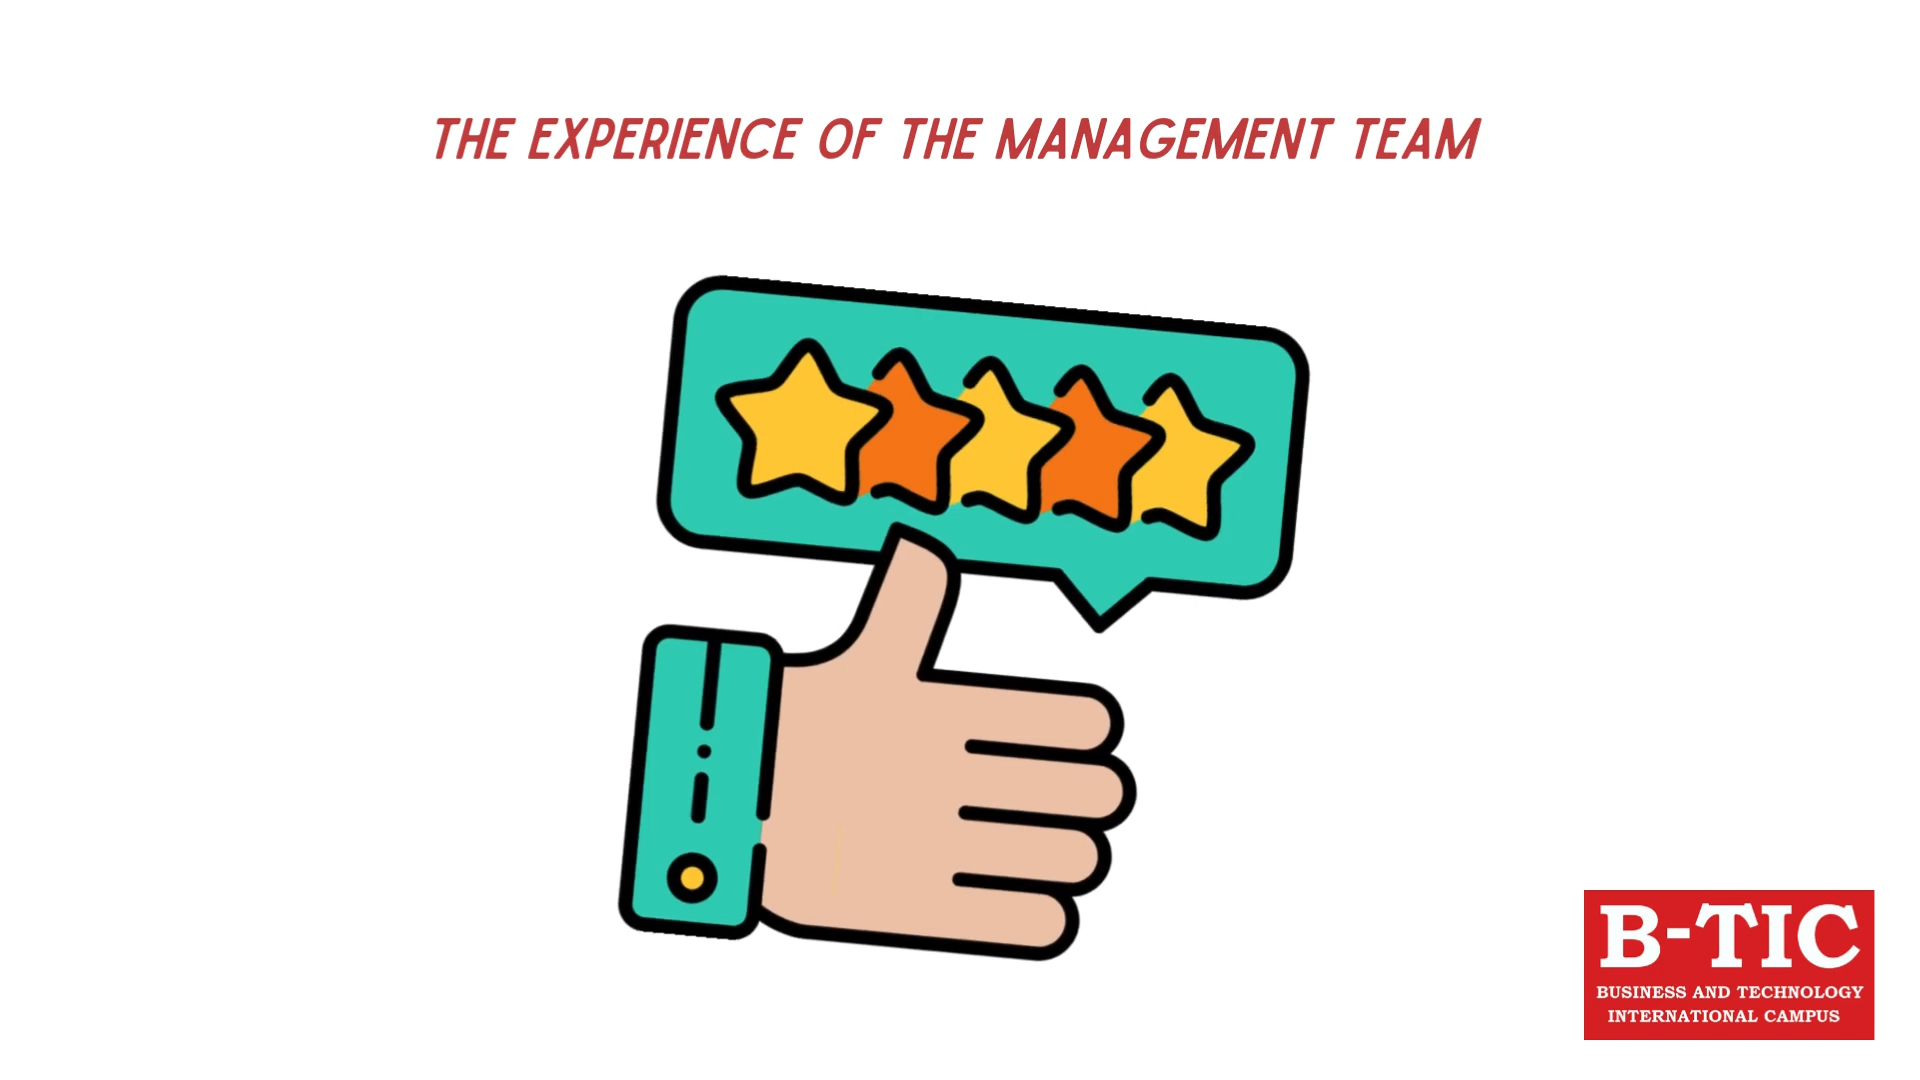 THE EXPERIENCE OF THE MANAGEMENT TEAM
B-TIC
BUSINESS AND TECHNOLOGY
INTERNATIONAL CAMPUS